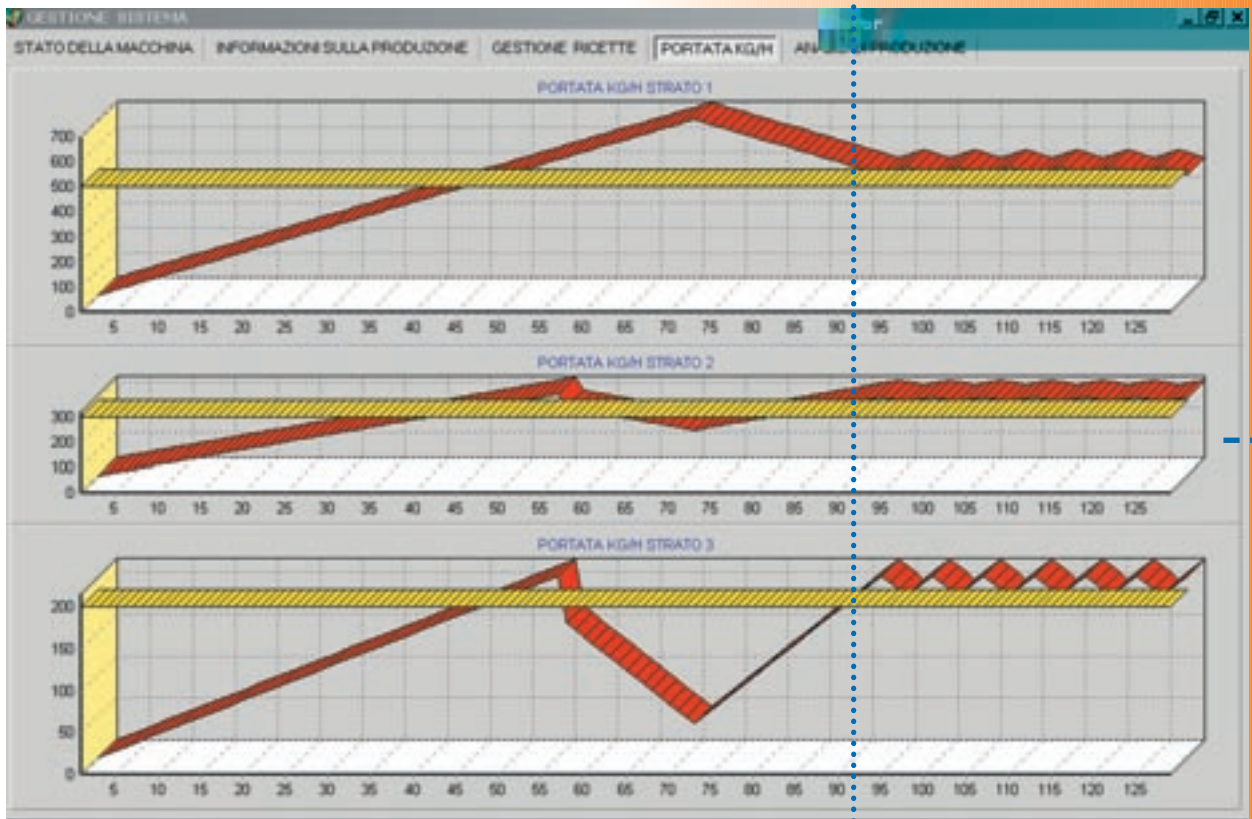 GESTIONE SISTEMA
STATO DELLA MACCHINA INFORMAZIONI SULLA PRODUZIONE GESTIONE RICETTE PORTATA KG/H PRODUZIONE
PORTATA KG/H STRATO 1
700
600
500
400
300
200
100
0
5 10 15 20 25 30 35 40 45 50 55 60 65 70 75 80 85 90 95 100 105 110 115 120 125
PORTATA KG/H STRATO 2
300
200
100
0
5 10 15 20 25 30 35 40 45 50 55 60 65 70 75 80 85 90 95 100 105 110 115 120 125
PORTATA KG/H STRATO 3
200
150
100
50
0
5 10 15 20 25 30 35 40 45 50 55 60 65 70 75 80 85 90 95 100 105 110 115 120 125